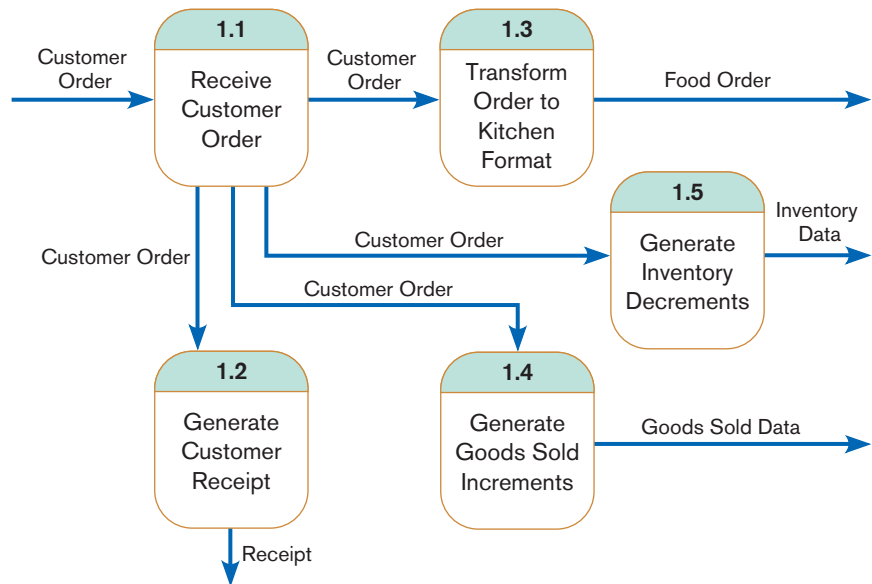 1.1
Receive
Customer
Order
1.3
Transform
Order to
Kitchen
Format
Customer
Order
Customer
Order
Food Order
1.5
Generate
Inventory
Decrements
Inventory
Data
Customer Order
Customer Order
Customer Order
1.2
Generate
Customer
Receipt
1.4
Generate
Goods Sold
Increments
Goods Sold Data
Receipt